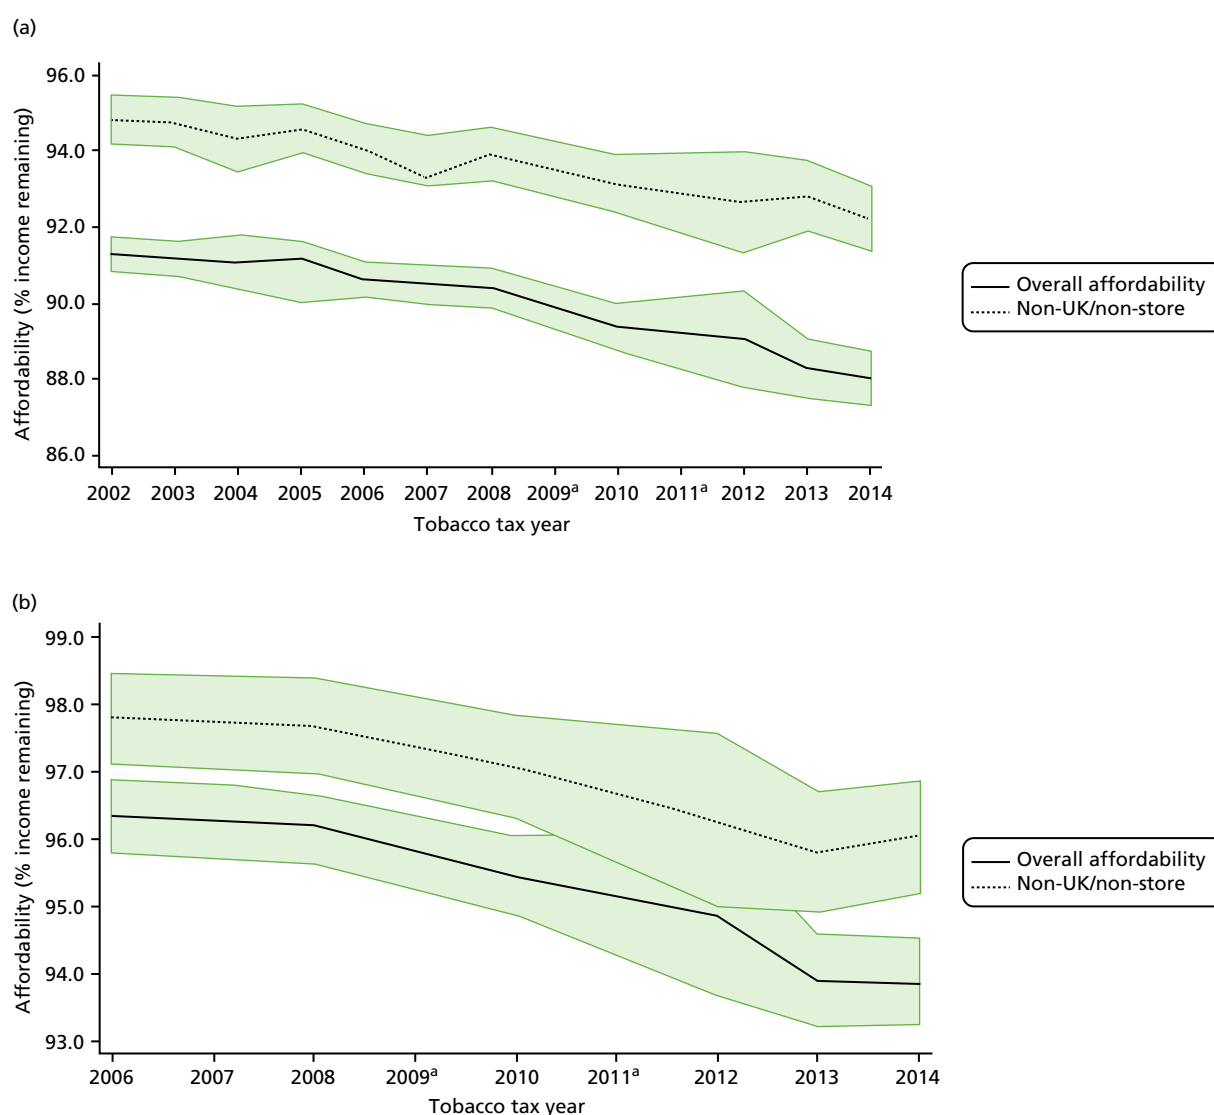 (a)
96.0
94.0
92.0
90.0
88.0
86.0
Affordability (% income remaining)
2002 2003 2004 2005 2006 2007 2008 2009ᵃ 2010 2011ᵃ 2012 2013 2014
Tobacco tax year
Overall affordability
Non-UK/non-store
(b)
99.0
98.0
97.0
96.0
95.0
94.0
93.0
Affordability (% income remaining)
2006 2007 2008 2009ᵃ 2010 2011ᵃ 2012 2013 2014
Tobacco tax year
Overall affordability
Non-UK/non-store